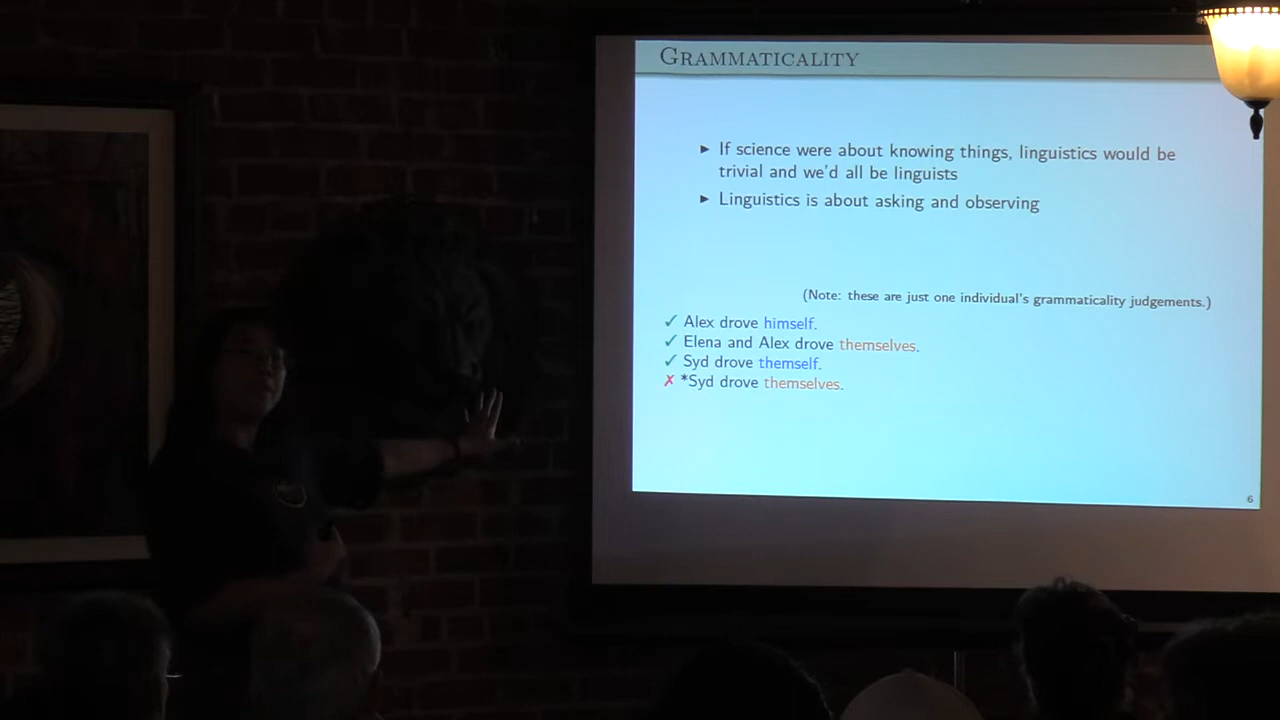 GRAMMATICALITY
▶ If science were about knowing things, linguistics would be
trivial and we'd all be linguists
▶ Linguistics is about asking and observing
(Note: these are just one individual's grammaticality judgements.)
✓ Alex drove himself.
✓ Elena and Alex drove themselves.
✓ Syd drove themself.
✗ *Syd drove themselves.
6